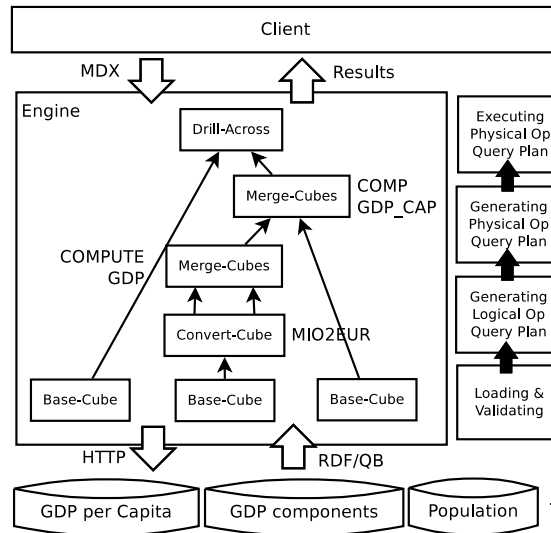 Client
MDX
Results
Engine
Drill-Across
Merge-Cubes
COMP
GDP_CAP
COMPUTE
GDP
Merge-Cubes
Convert-Cube
MIO2EUR
Base-Cube
Base-Cube
Base-Cube
Executing
Physical Op
Query Plan
Generating
Physical Op
Query Plan
Generating
Logical Op
Query Plan
Loading &
Validating
HTTP
RDF/QB
GDP per Capita
GDP components
Population